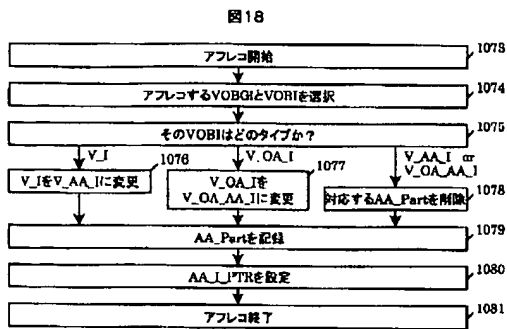 図18
アフレコ開始 1073
アフレコするVOBGIとVOBIを選択 1074
そのVOBIはどのタイプか? 1075
V_I 1076 V_OA_I 1077 V_AA_I or
V_OA_AA_I
V_IをV_AA_Iに変更 V_OA_Iを
V_OA_AA_Iに変更 対応するAA_Partを削除 1078
AA_Partを記録 1079
AA_I_PTRを設定 1080
アフレコ終了 1081